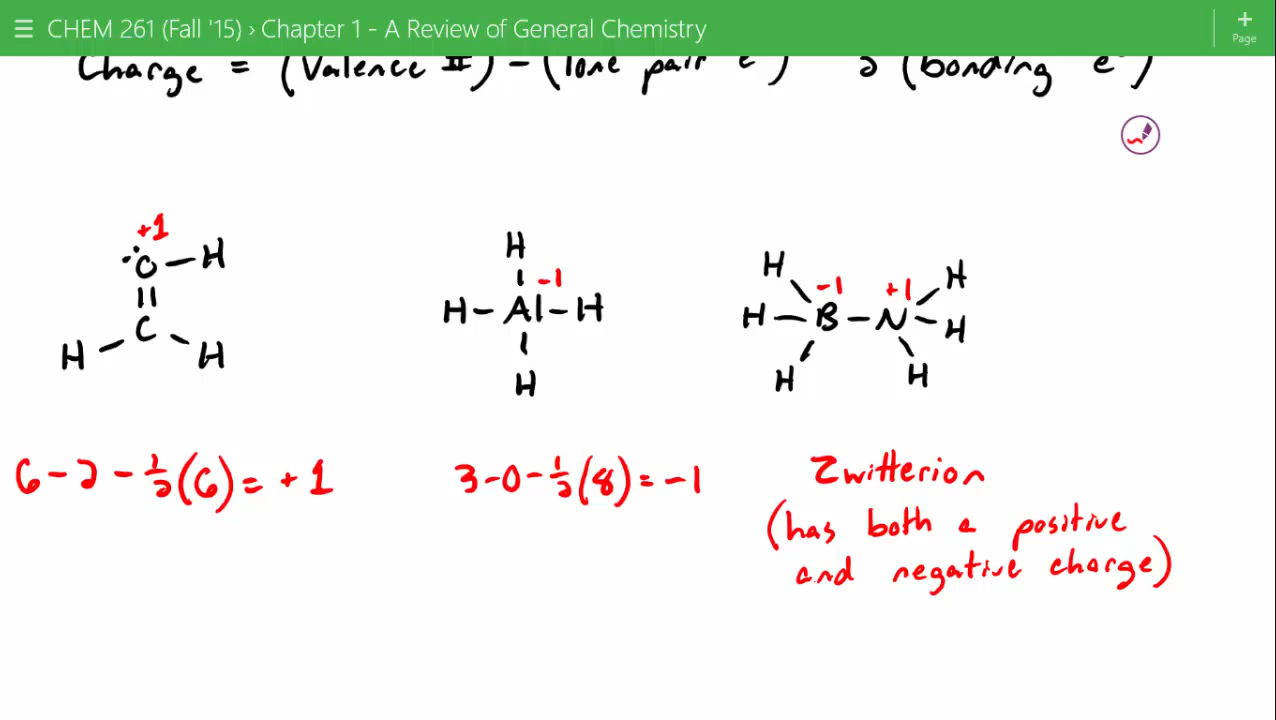 ☰ CHEM 261 (Fall '15) › Chapter 1 - A Review of General Chemistry
+
Page
Charge = (Valence #) - (lone pair e⁻) 2 (bonding e⁻)
+1
O - H
C
H H
H
-1
H - Al - H
H
H H
-1 +1
H - B - N - H
H H
6 - 2 - 1/2 (6) = +1
3 - 0 - 1/2 (8) = -1
Zwitterion
(has both a positive
and negative charge)